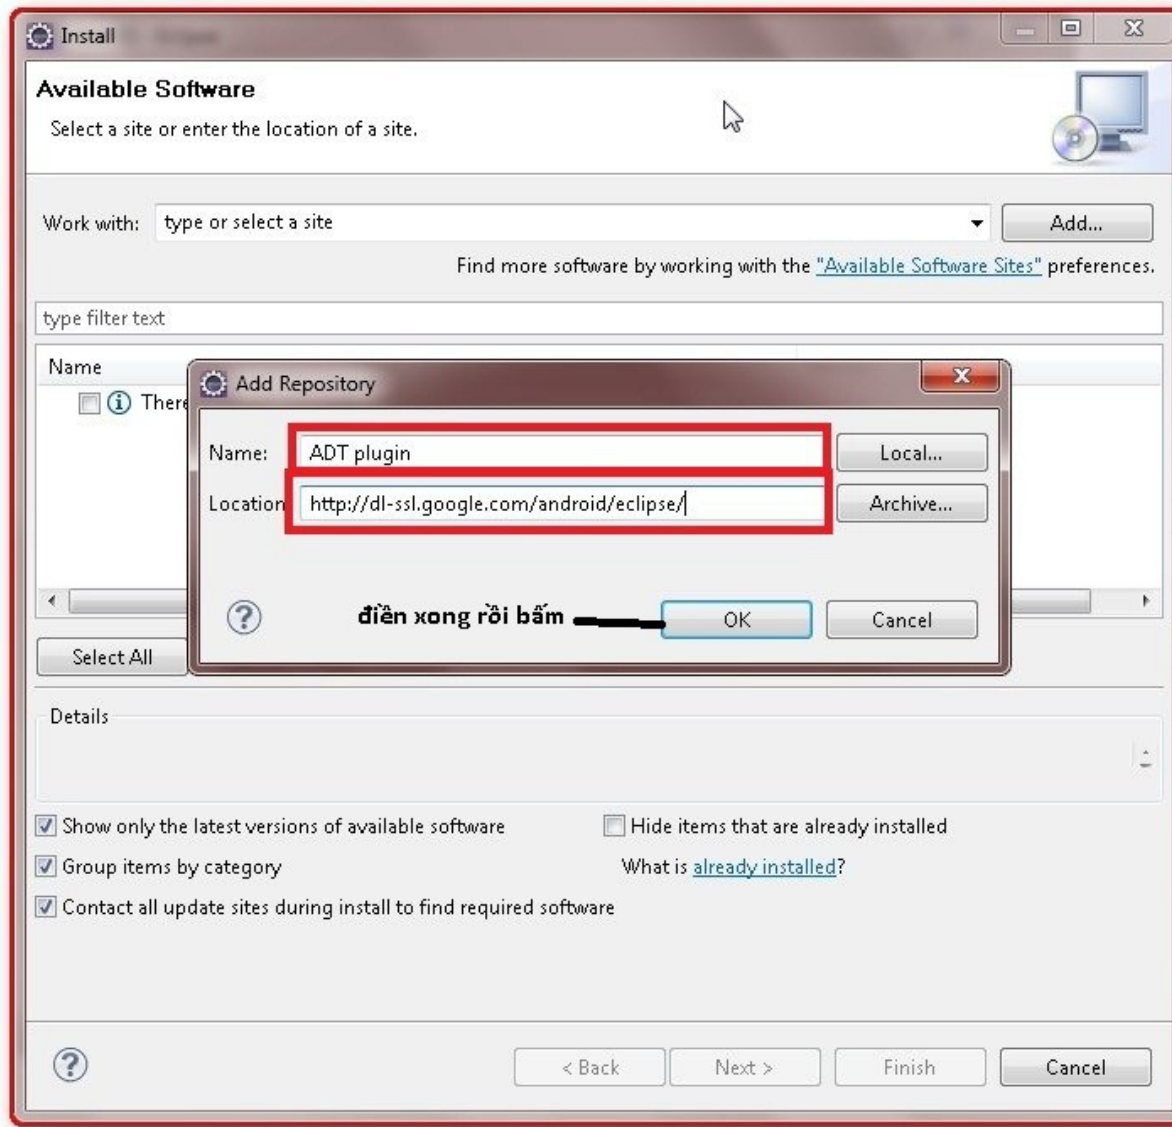 Install
Available Software
Select a site or enter the location of a site.
Work with: type or select a site Add...
Find more software by working with the "Available Software Sites" preferences.
type filter text
Name
There
Add Repository
Name: ADT plugin Local...
Location http://dl-ssl.google.com/android/eclipse/ Archive...
điền xong rồi bấm OK Cancel
Select All
Details
Show only the latest versions of available software Hide items that are already installed
Group items by category What is already installed?
Contact all update sites during install to find required software
< Back Next > Finish Cancel